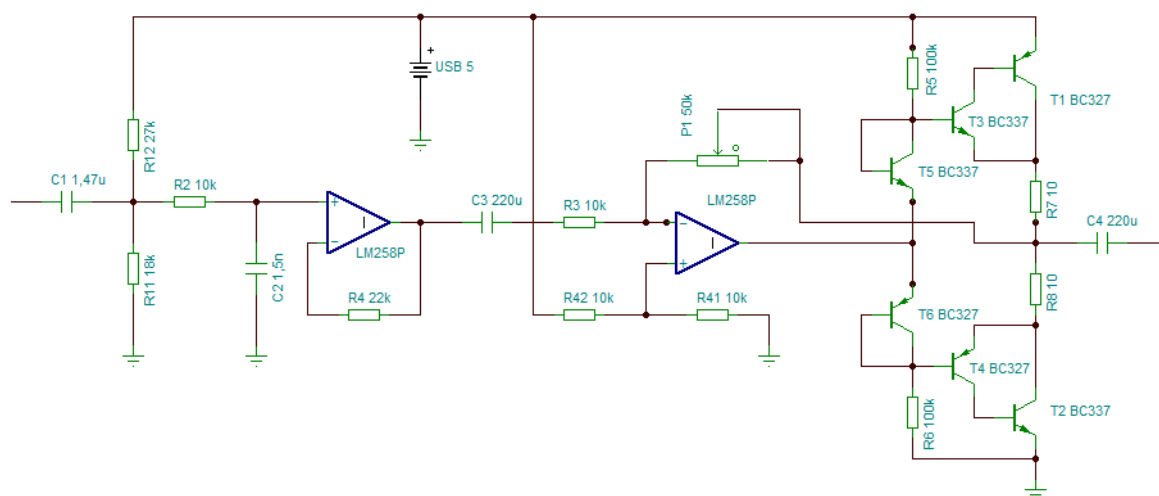 USB 5
R5 100k
T1 BC327
P1 50k
T3 BC337
R12 27k
C1 1,47u
R2 10k
T5 BC337
LM258P
R7 10
C3 220u
R3 10k
C4 220u
LM258P
R11 18k
C2 1,5n
R4 22k
R42 10k
R41 10k
R8 10
T6 BC327
T4 BC327
R6 100k
T2 BC337